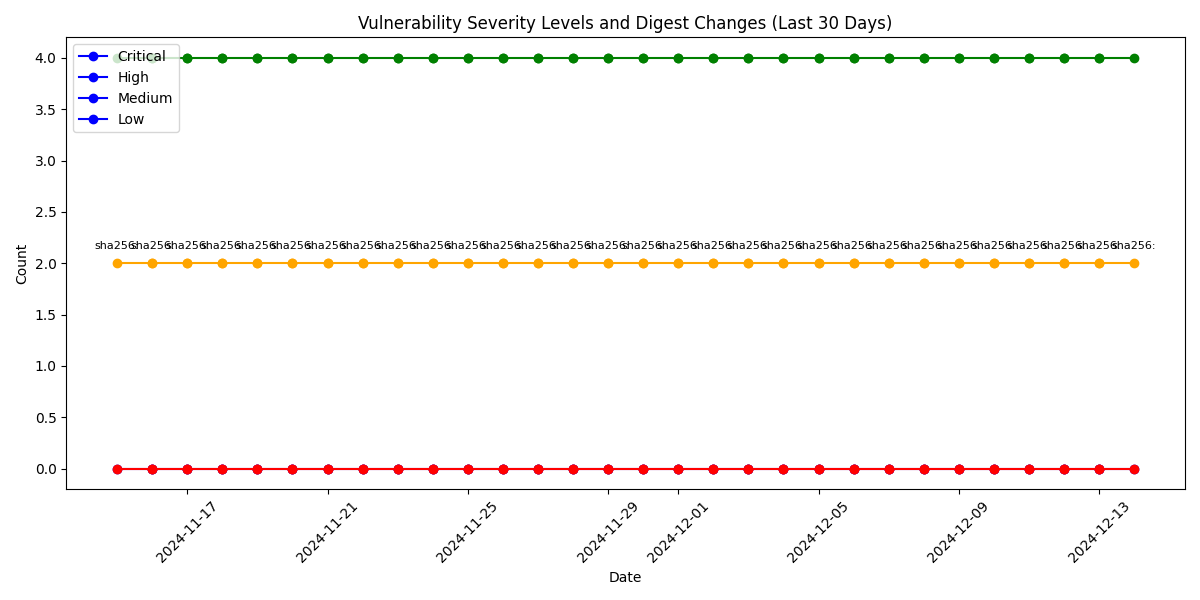 Vulnerability Severity Levels and Digest Changes (Last 30 Days)
Critical
High
Medium
Low
4.0
3.5
3.0
2.5
2.0
1.5
1.0
0.5
0.0
Count
sha256: sha256: sha256: sha256: sha256: sha256: sha256: sha256: sha256: sha256: sha256: sha256: sha256: sha256: sha256: sha256: sha256: sha256: sha256: sha256: sha256: sha256: sha256: sha256: sha256: sha256: sha256: sha256: sha256: sha256:
2024-11-17
2024-11-21
2024-11-25
2024-11-29
2024-12-01
2024-12-05
2024-12-09
2024-12-13
Date